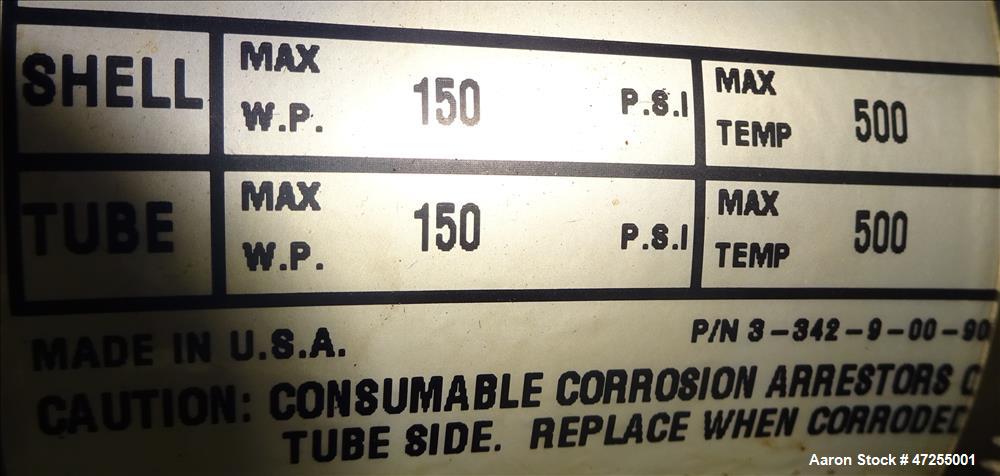 SHELL MAX W.P. 150 P.S.I MAX TEMP 500
TUBE MAX W.P. 150 P.S.I MAX TEMP 500
MADE IN U.S.A. P/N 3-342-9-00-90
CAUTION: CONSUMABLE CORROSION ARRESTORS
TUBE SIDE. REPLACE WHEN CORRODED
Aaron Stock # 47255001